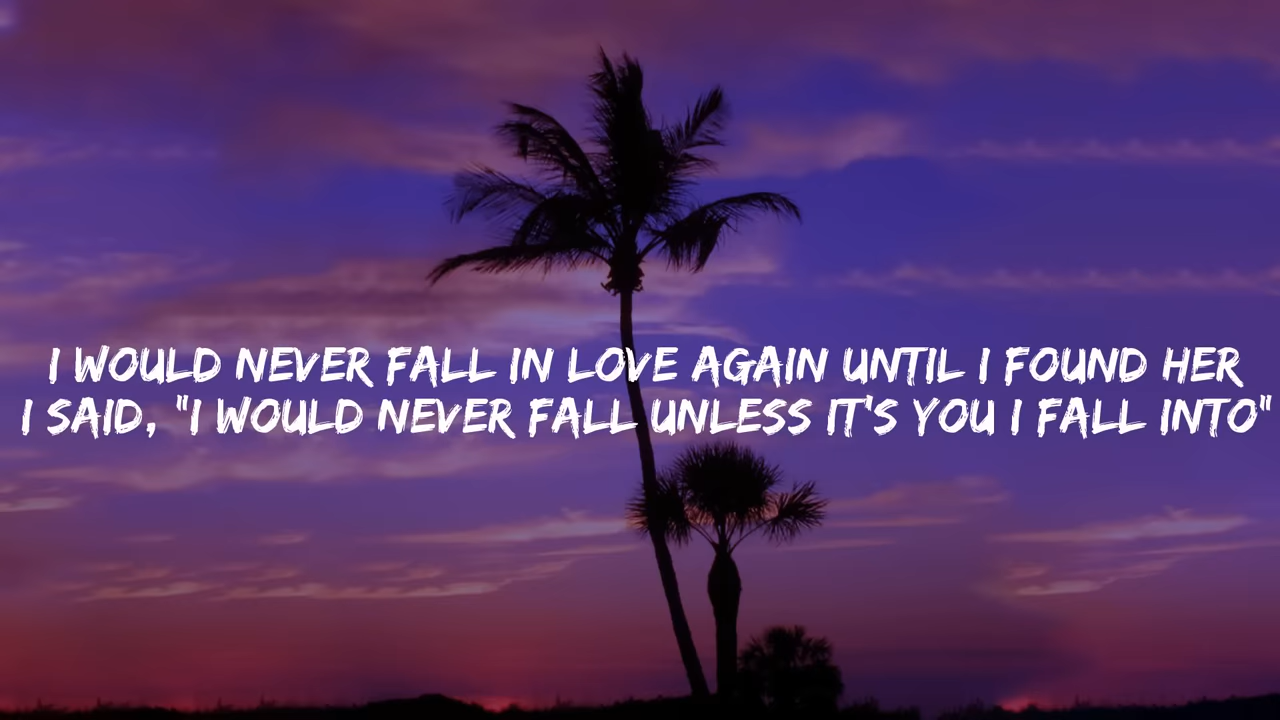 I WOULD NEVER FALL IN LOVE AGAIN UNTIL I FOUND HER
I SAID, "I WOULD NEVER FALL UNLESS IT'S YOU I FALL INTO"